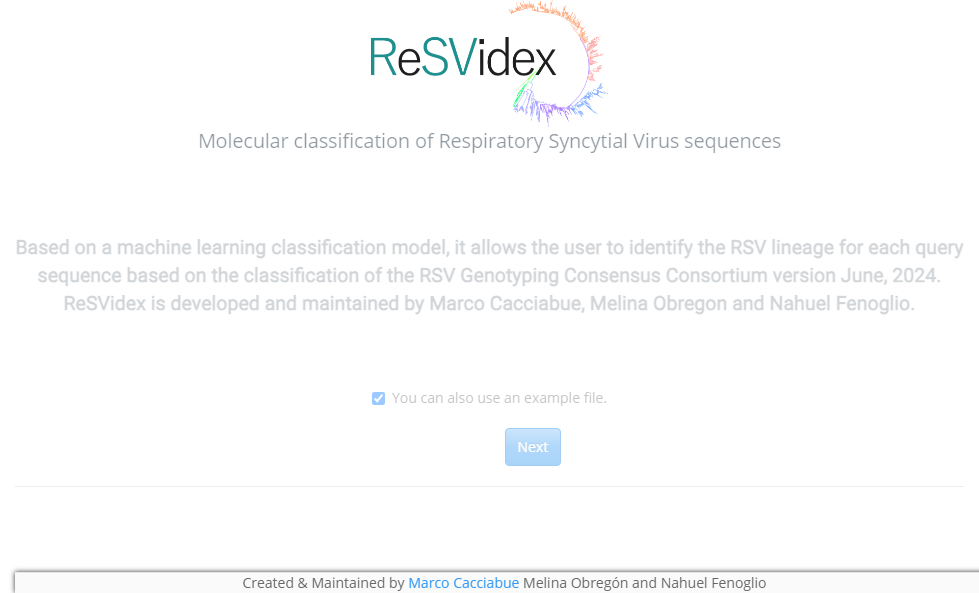 ReSVidex
Molecular classification of Respiratory Syncytial Virus sequences
Based on a machine learning classification model, it allows the user to identify the RSV lineage for each query
sequence based on the classification of the RSV Genotyping Consensus Consortium version June, 2024.
ReSVidex is developed and maintained by Marco Cacciabue, Melina Obregon and Nahuel Fenoglio.
You can also use an example file.
Next
Created & Maintained by Marco Cacciabue Melina Obregón and Nahuel Fenoglio